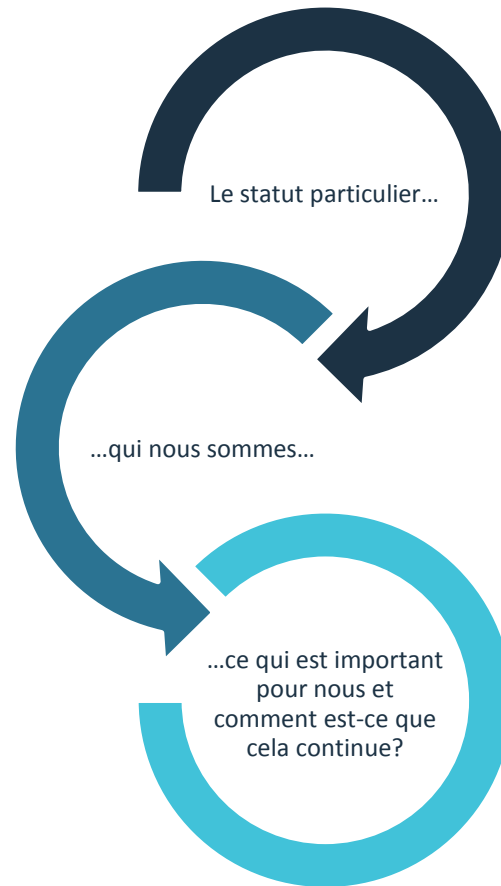 Le statut particulier…
…qui nous sommes…
…ce qui est important
pour nous et
comment est-ce que
cela continue?